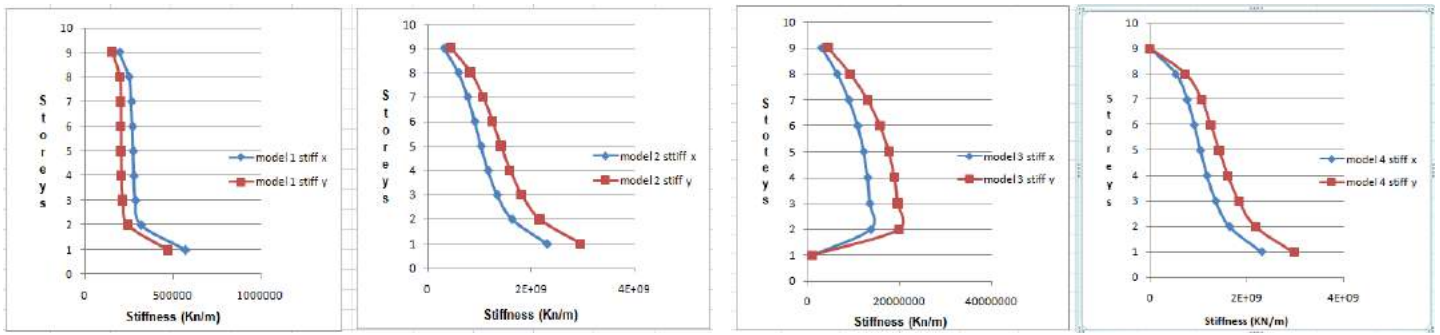 10
9
8
7
6
5
4
3
2
1
0
Storeys
0
500000
1000000
Stiffness (Kn/m)
model 1 stiff x
model 1 stiff y
10
9
8
7
6
5
4
3
2
1
0
Stoteys
0
2E+09
4E+09
Stiffness (Kn/m)
model 2 sttiff x
model 2 stiff y
10
9
8
7
6
5
4
3
2
1
0
Stoteys
0
20000000
40000000
Stiffness (Kn/m)
model 3 stiff x
model 3 stiff y
10
9
8
7
6
5
4
3
2
1
0
Storeys
0
2E+09
4E+09
Stiffness (KN/m)
model 4 stiff x
model 4 stiff y